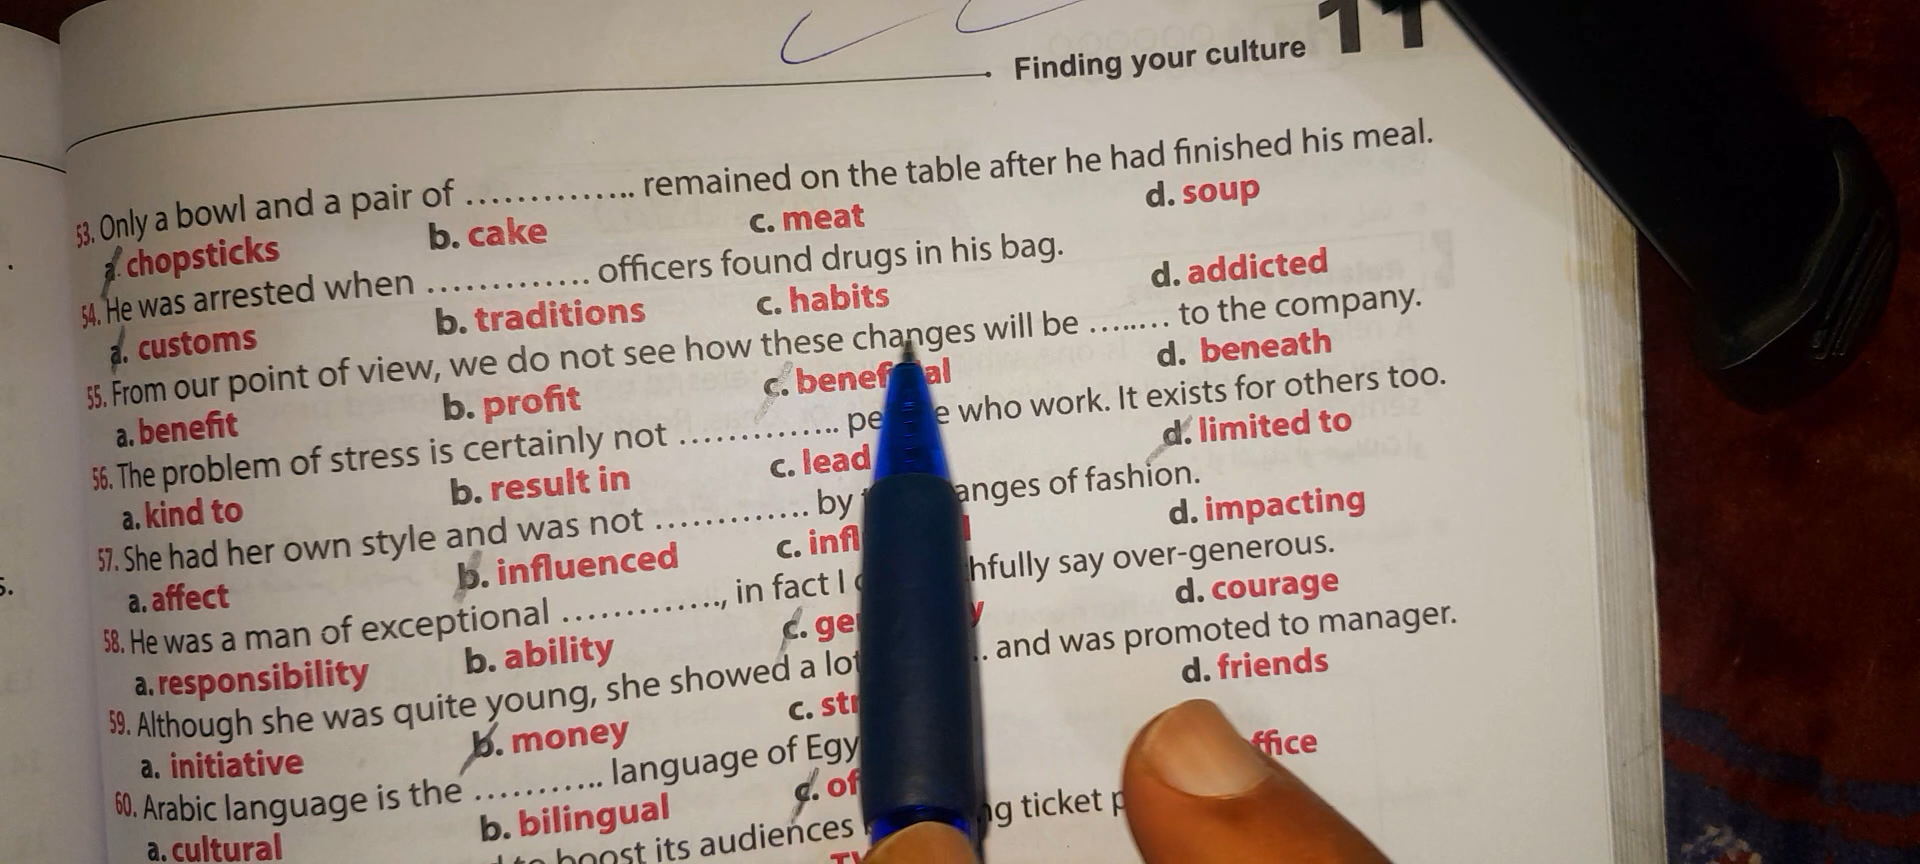 Finding your culture 11
53. Only a bowl and a pair of .............. remained on the table after he had finished his meal.
a. chopsticks b. cake c. meat d. soup
54. He was arrested when .............. officers found drugs in his bag.
a. customs b. traditions c. habits d. addicted
55. From our point of view, we do not see how these changes will be ........ to the company.
a. benefit b. profit c. d. beneath
56. The problem of stress is certainly not .............. who work. It exists for others too.
a. kind to b. result in c. lead d. limited to
57. She had her own style and was not .............. by of fashion.
a. affect b. influenced c. d. impacting
58. He was a man of exceptional ............, in fact I say over-generous.
a. responsibility b. ability c. d. courage
59. Although she was quite young, she showed a and was promoted to manager.
a. initiative b. money c. d. friends
60. Arabic language is the ........... language of
a. cultural b. bilingual c.
boost its audiences ticket